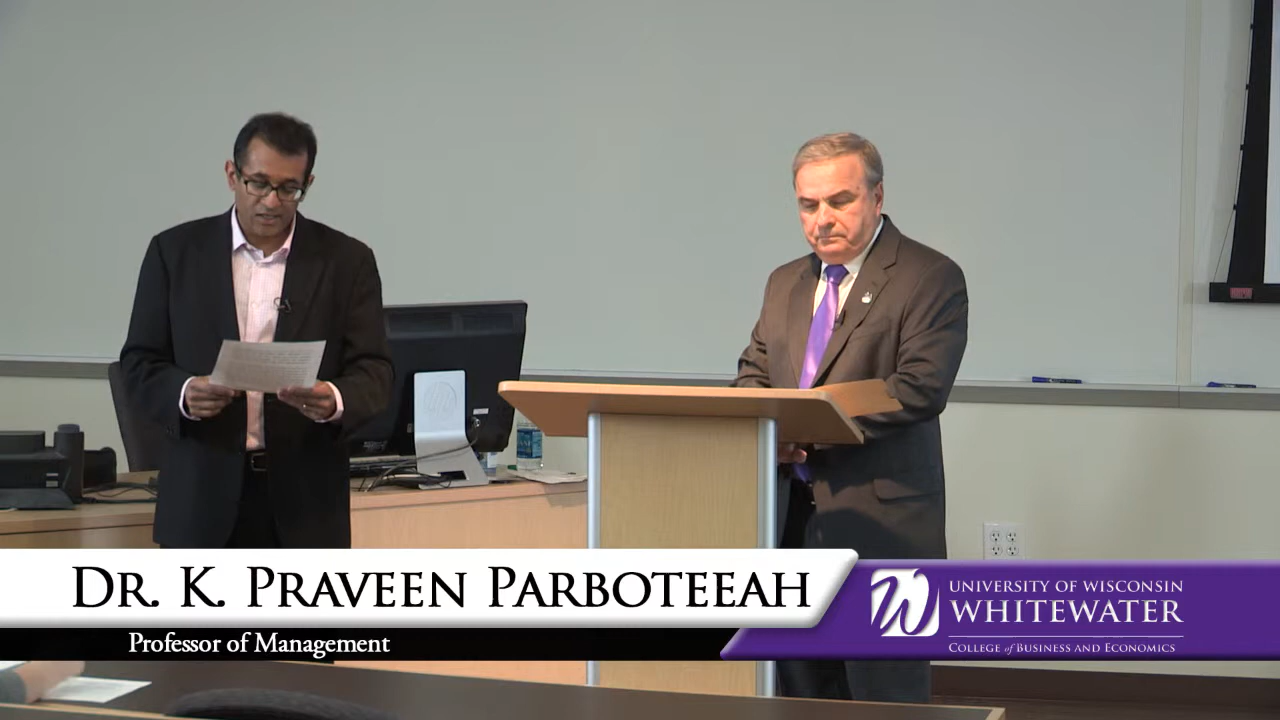 Dr. K. Praveen Parboteeah
Professor of Management
UNIVERSITY OF WISCONSIN
WHITEWATER
College of Business and Economics